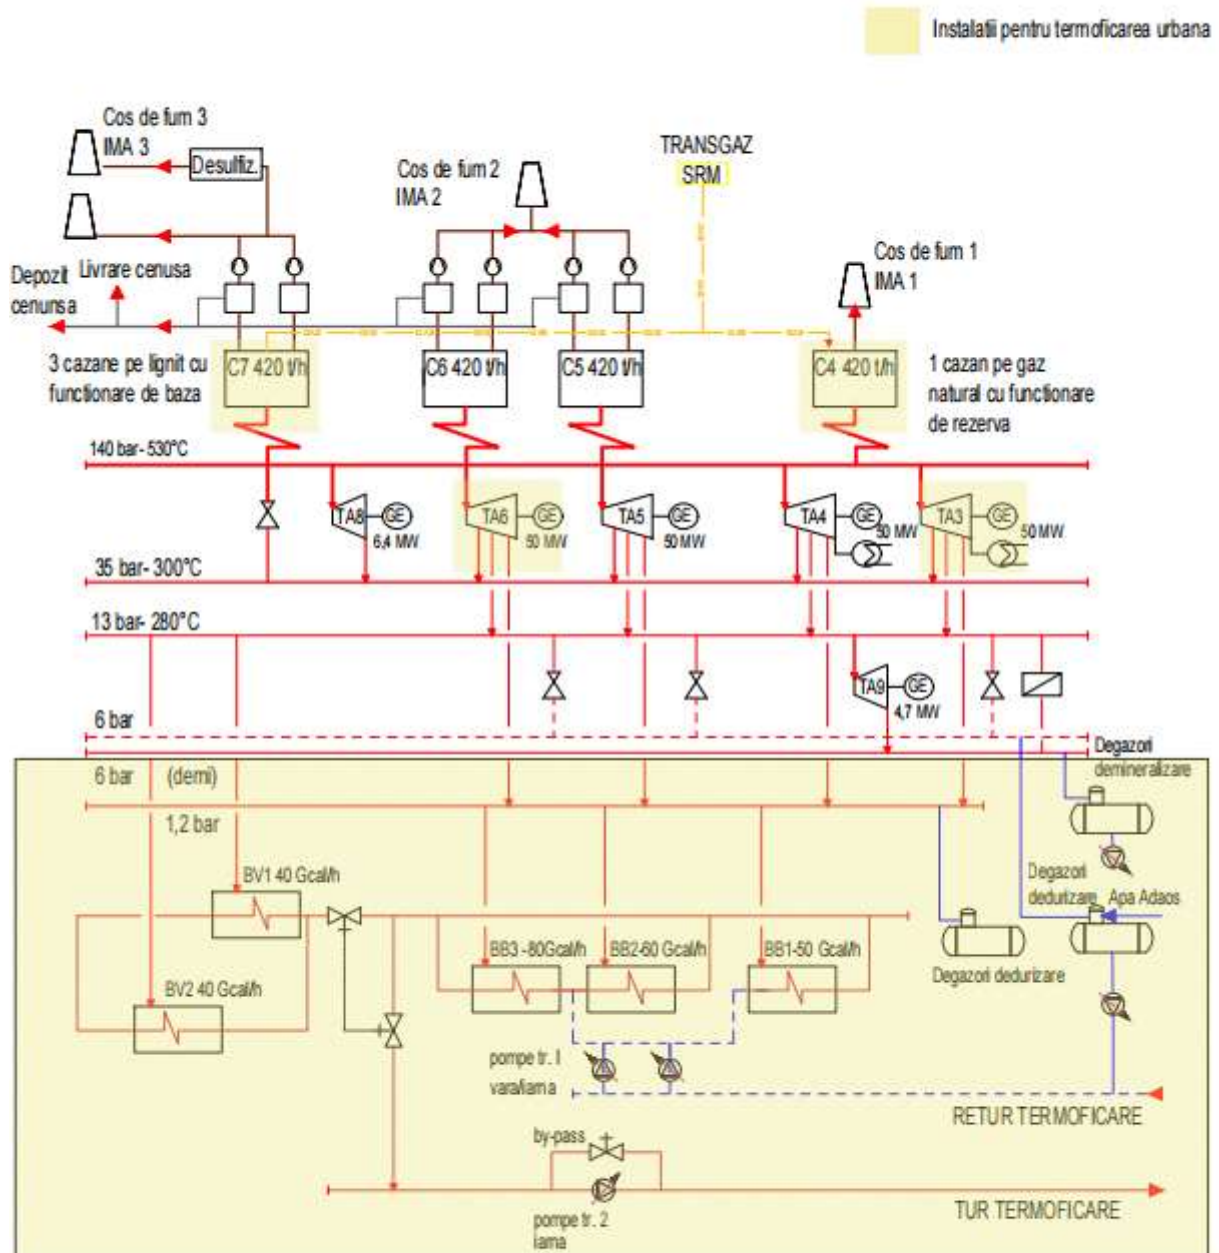 Instalatii pentru termoficarea urbana
Cos de fum 3
IMA 3
Desulfiz.
Cos de fum 2
IMA 2
TRANSGAZ
SRM
Cos de fum 1
IMA 1
Depozit
cenunsa
Livrare cenusa
3 cazane pe lignit cu
functionare de baza
C7 420 t/h
C6 420 t/h
C5 420 t/h
C4 420 t/h
1 cazan pe gaz
natural cu functionare
de rezerva
140 bar- 530°C
TA8
GE
6,4 MW
TA6
GE
50 MW
TA5
GE
50 MW
TA4
GE
50 MW
TA3
GE
50 MW
35 bar- 300°C
13 bar- 280°C
TA9
GE
4,7 MW
6 bar
6 bar (demi)
1,2 bar
Degazori
demineralizare
BV1 40 Gcal/h
BV2 40 Gcal/h
BB3 -80Gcal/h
BB2-60 Gcal/h
BB1-50 Gcal/h
Degazori
dedurizare
Apa Adaos
Degazori dedurizare
pompe tr. I
vara/iarna
RETUR TERMOFICARE
by-pass
TUR TERMOFICARE
pompe tr. 2
iarna